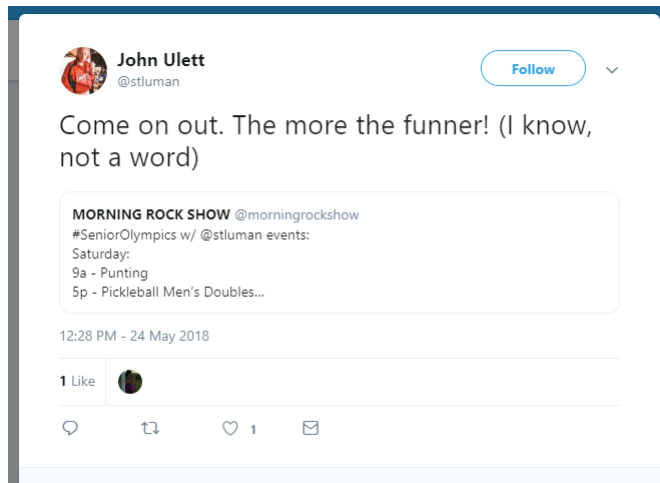 John Ulett
@stluman
Follow
Come on out. The more the funner! (I know,
not a word)
MORNING ROCK SHOW @morningrockshow
#SeniorOlympics w/ @stluman events:
Saturday:
9a - Punting
5p - Pickleball Men's Doubles...
12:28 PM - 24 May 2018
1 Like
1